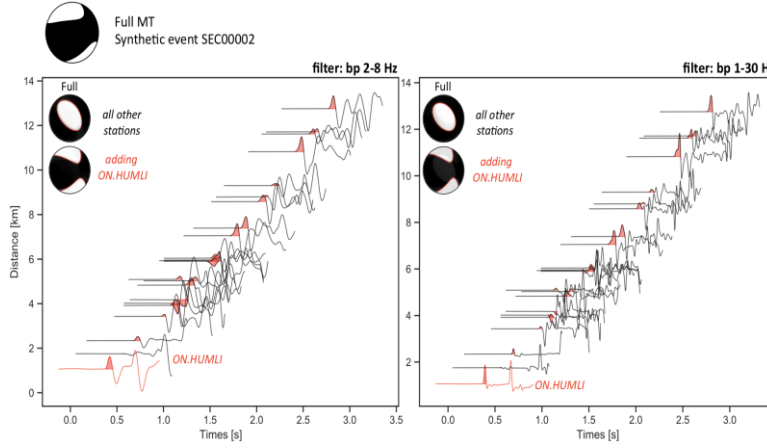 Full MT
Synthetic event SEC00002
filter: bp 2-8 Hz
filter: bp 1-30 H
14
12
10
8
6
4
2
0
Distance [km]
Full
all other
stations
adding
ON.HUMLI
ON.HUMLI
0.0 0.5 1.0 1.5 2.0 2.5 3.0 3.5
Times [s]
14
12
10
8
6
4
2
Full
all other
stations
adding
ON.HUMLI
ON.HUMLI
0.0 0.5 1.0 1.5 2.0 2.5 3.0
Times [s]